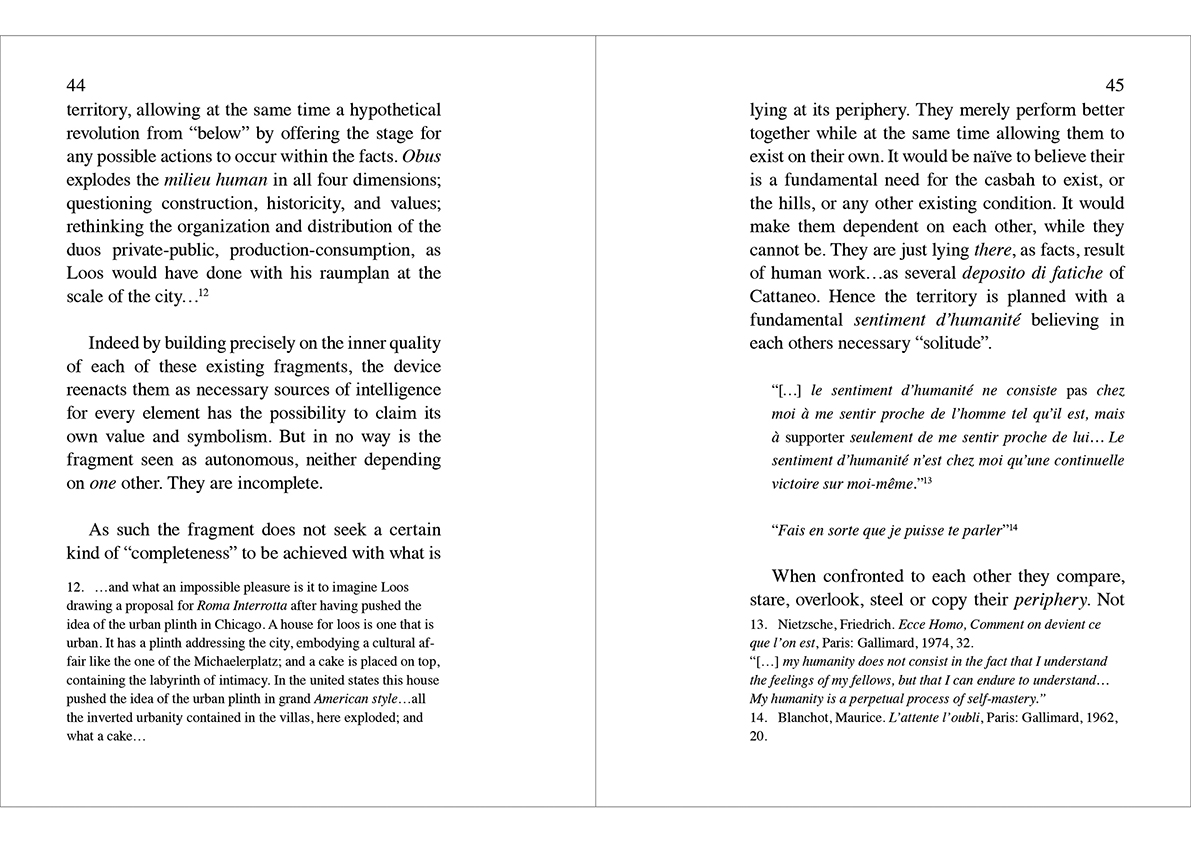 44
territory, allowing at the same time a hypothetical
revolution from “below” by offering the stage for
any possible actions to occur within the facts. Obus
explodes the milieu human in all four dimensions;
questioning construction, historicity, and values;
rethinking the organization and distribution of the
duos private-public, production-consumption, as
Loos would have done with his raumplan at the
scale of the city…12
Indeed by building precisely on the inner quality
of each of these existing fragments, the device
reenacts them as necessary sources of intelligence
for every element has the possibility to claim its
own value and symbolism. But in no way is the
fragment seen as autonomous, neither depending
on one other. They are incomplete.
As such the fragment does not seek a certain
kind of “completeness” to be achieved with what is
12. …and what an impossible pleasure is it to imagine Loos
drawing a proposal for Roma Interrotta after having pushed the
idea of the urban plinth in Chicago. A house for loos is one that is
urban. It has a plinth addressing the city, embodying a cultural af-
fair like the one of the Michaelerplatz; and a cake is placed on top,
containing the labyrinth of intimacy. In the united states this house
pushed the idea of the urban plinth in grand American style…all
the inverted urbanity contained in the villas, here exploded; and
what a cake…
45
lying at its periphery. They merely perform better
together while at the same time allowing them to
exist on their own. It would be naïve to believe their
is a fundamental need for the casbah to exist, or
the hills, or any other existing condition. It would
make them dependent on each other, while they
cannot be. They are just lying there, as facts, result
of human work…as several deposito di fatiche of
Cattaneo. Hence the territory is planned with a
fundamental sentiment d’humanité believing in
each others necessary “solitude”.
“[…] le sentiment d’humanité ne consiste pas chez
moi à me sentir proche de l’homme tel qu’il est, mais
à supporter seulement de me sentir proche de lui… Le
sentiment d’humanité n’est chez moi qu’une continuelle
victoire sur moi-même.”13
“Fais en sorte que je puisse te parler”14
When confronted to each other they compare,
stare, overlook, steel or copy their periphery. Not
13. Nietzsche, Friedrich. Ecce Homo, Comment on devient ce
que l’on est, Paris: Gallimard, 1974, 32.
“[…] my humanity does not consist in the fact that I understand
the feelings of my fellows, but that I can endure to understand…
My humanity is a perpetual process of self-mastery.”
14. Blanchot, Maurice. L’attente l’oubli, Paris: Gallimard, 1962,
20.